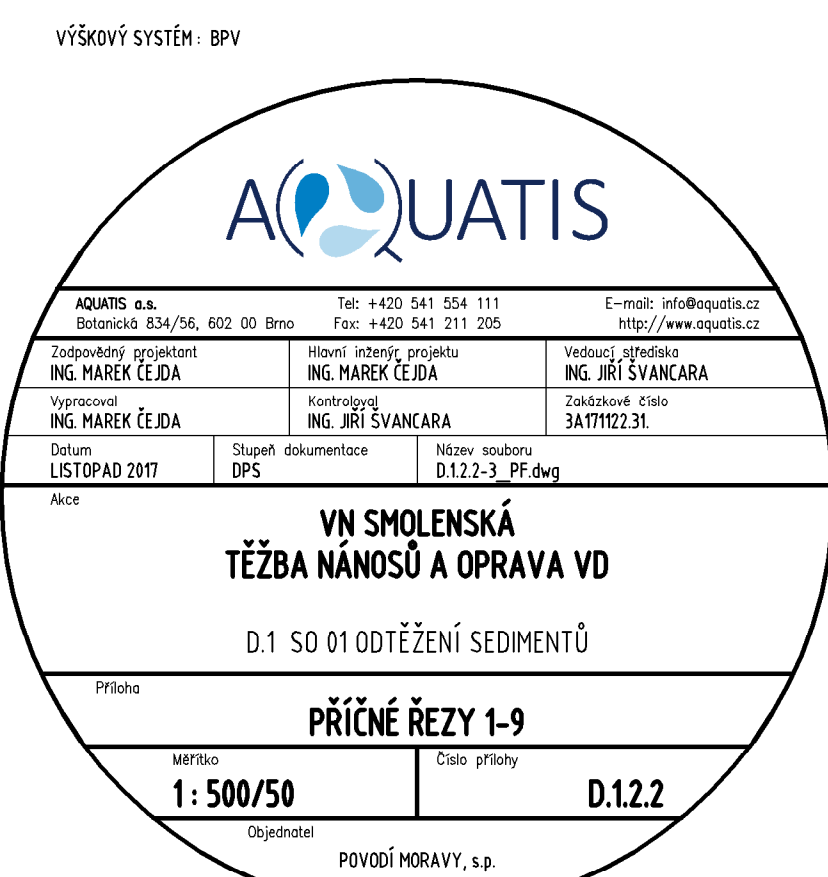 VÝŠKOVÝ SYSTÉM : BPV
AQUATIS
AQUATIS a.s. Tel: +420 541 554 111 E-mail: info@aquatis.cz
Botanická 834/56, 602 00 Brno Fax: +420 541 211 205 http://www.aquatis.cz
Zodpovědný projektant Hlavní inženýr projektu Vedoucí střediska
ING. MAREK ČEJDA ING. MAREK ČEJDA ING. JIŘÍ ŠVANCARA
Vypracoval Kontroloval Zakázkové číslo
ING. MAREK ČEJDA ING. JIŘÍ ŠVANCARA 3A171122.31.
Datum Stupeň dokumentace Název souboru
LISTOPAD 2017 DPS D.1.2.2-3_PF.dwg
Akce
VN SMOLENSKÁ
TĚŽBA NÁNOSŮ A OPRAVA VD
D.1 SO 01 ODTĚŽENÍ SEDIMENTŮ
Příloha
PŘÍČNÉ ŘEZY 1-9
Měřítko Číslo přílohy
1 : 500/50 D.1.2.2
Objednatel
POVODÍ MORAVY, s.p.